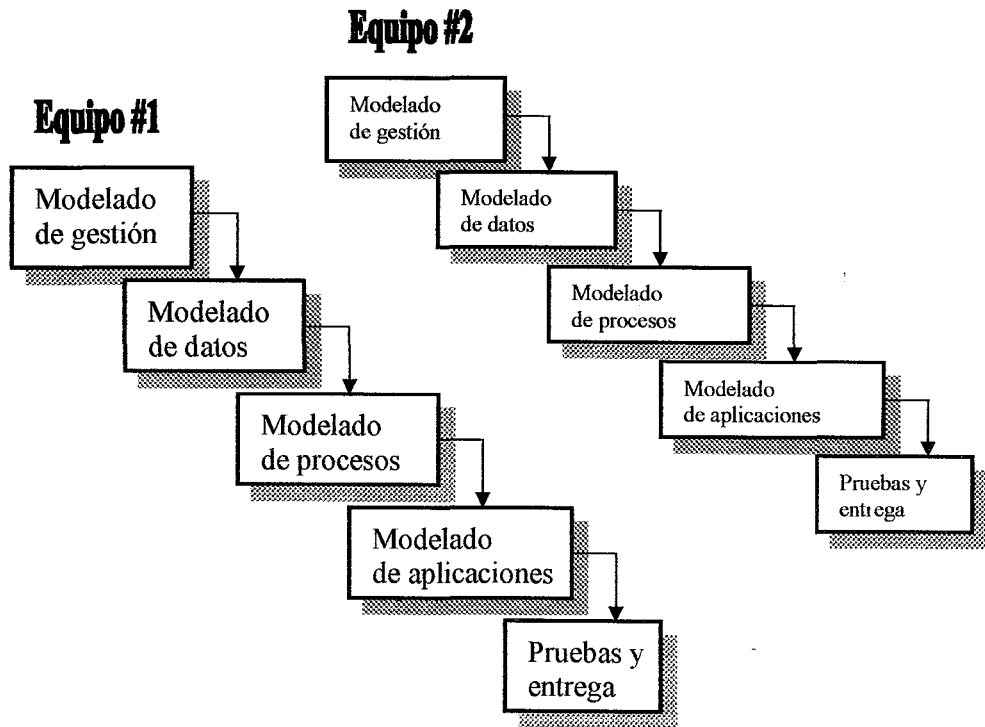 Equipo #2
Modelado
de gestión
Modelado
de datos
Modelado
de procesos
Modelado
de aplicaciones
Pruebas y
entrega
Equipo #1
Modelado
de gestión
Modelado
de datos
Modelado
de procesos
Modelado
de aplicaciones
Pruebas y
entrega